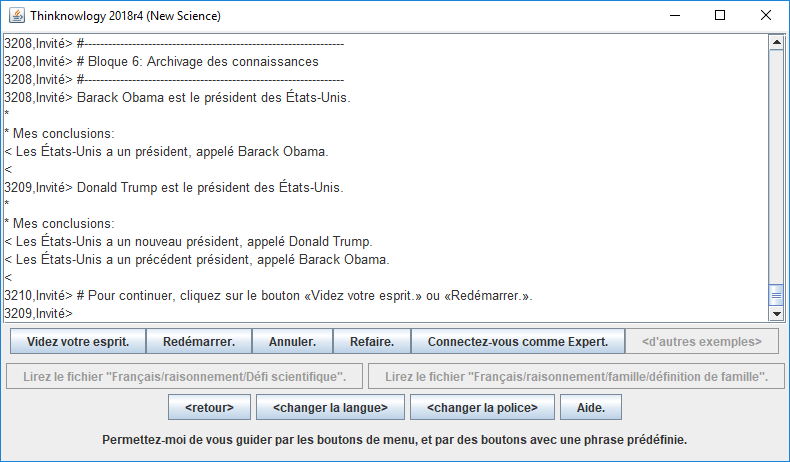 Thinknowlogy 2018r4 (New Science)
3208,Invité> #-----------------------------------------------------------------
3208,Invité> # Bloque 6: Archivage des connaissances
3208,Invité> #-----------------------------------------------------------------
3208,Invité> Barack Obama est le président des États-Unis.
*
* Mes conclusions:
< Les États-Unis a un président, appelé Barack Obama.
<
3209,Invité> Donald Trump est le président des États-Unis.
*
* Mes conclusions:
< Les États-Unis a un nouveau président, appelé Donald Trump.
< Les États-Unis a un précédent président, appelé Barack Obama.
<
3210,Invité> # Pour continuer, cliquez sur le bouton «Videz votre esprit.» ou «Redémarrer.».
3209,Invité>
Videz votre esprit. Redémarrer. Annuler. Refaire. Connectez-vous comme Expert. <d'autres exemples>
Lirez le fichier "Français/raisonnement/Défi scientifique". Lirez le fichier "Français/raisonnement/famille/définition de famille".
<retour> <changer la langue> <changer la police> Aide.
Permettez-moi de vous guider par les boutons de menu, et par des boutons avec une phrase prédéfinie.